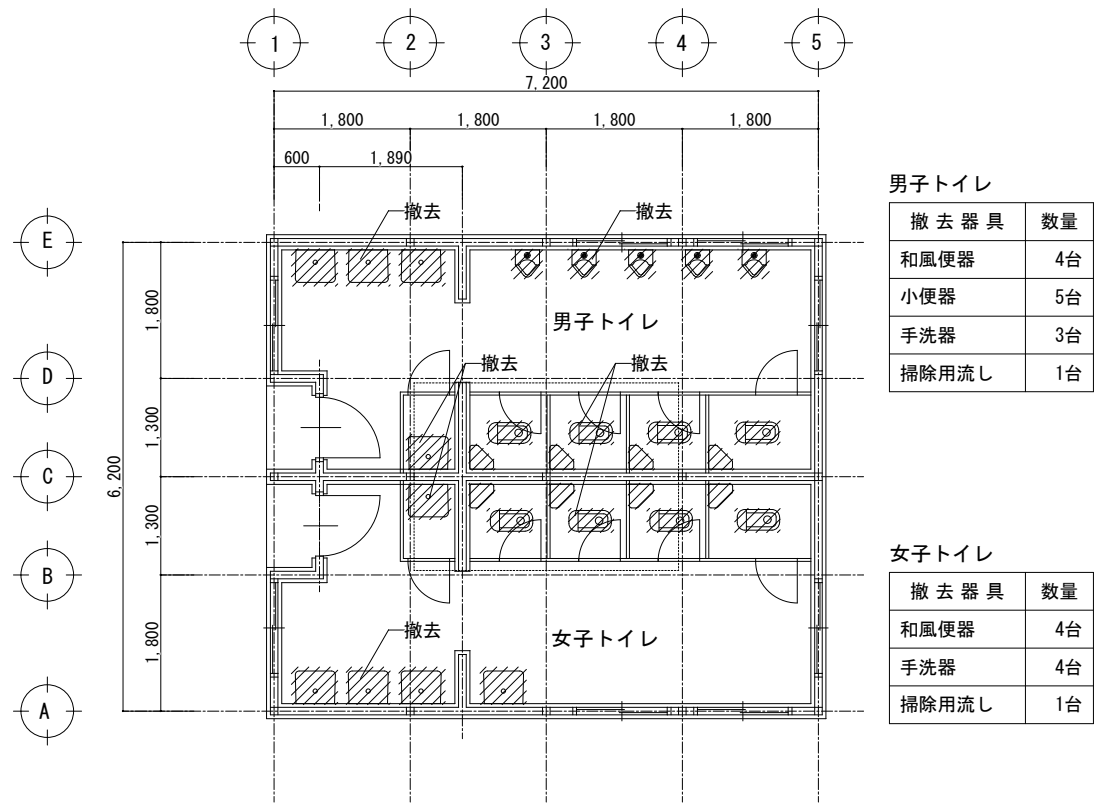 1
2
3
4
5
7,200
1,800
1,800
1,800
1,800
600
1,890
E
D
C
B
A
6,200
1,800
1,300
1,300
1,800
撤去
撤去
男子トイレ
撤去
撤去
撤去
女子トイレ
男子トイレ
撤去器具 数量
和風便器 4台
小便器 5台
手洗器 3台
掃除用流し 1台
女子トイレ
撤去器具 数量
和風便器 4台
手洗器 4台
掃除用流し 1台